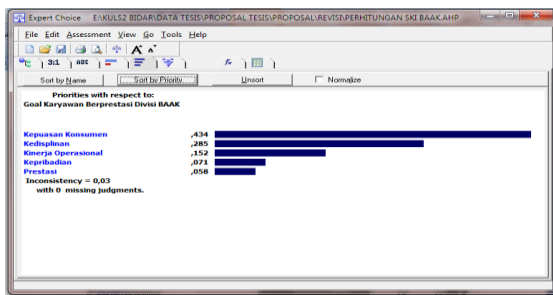 Expert Choice E:\KULS2 BIDAR\DATA TESIS\PROPOSAL TESIS\PROPOSAL\REVISI\PERHITUNGAN SKI BAAK.AHP
File Edit Assessment View Go Tools Help
3:1 ABC
Sort by Name Sort by Priority Unsort Normalize
Priorities with respect to:
Goal Karyawan Berprestasi Divisi BAAK
Kepuasan Konsumen ,434
Kedisplinan ,285
Kinerja Operasional ,152
Kepribadian ,071
Prestasi ,058
Inconsistency = 0,03
with 0 missing judgments.